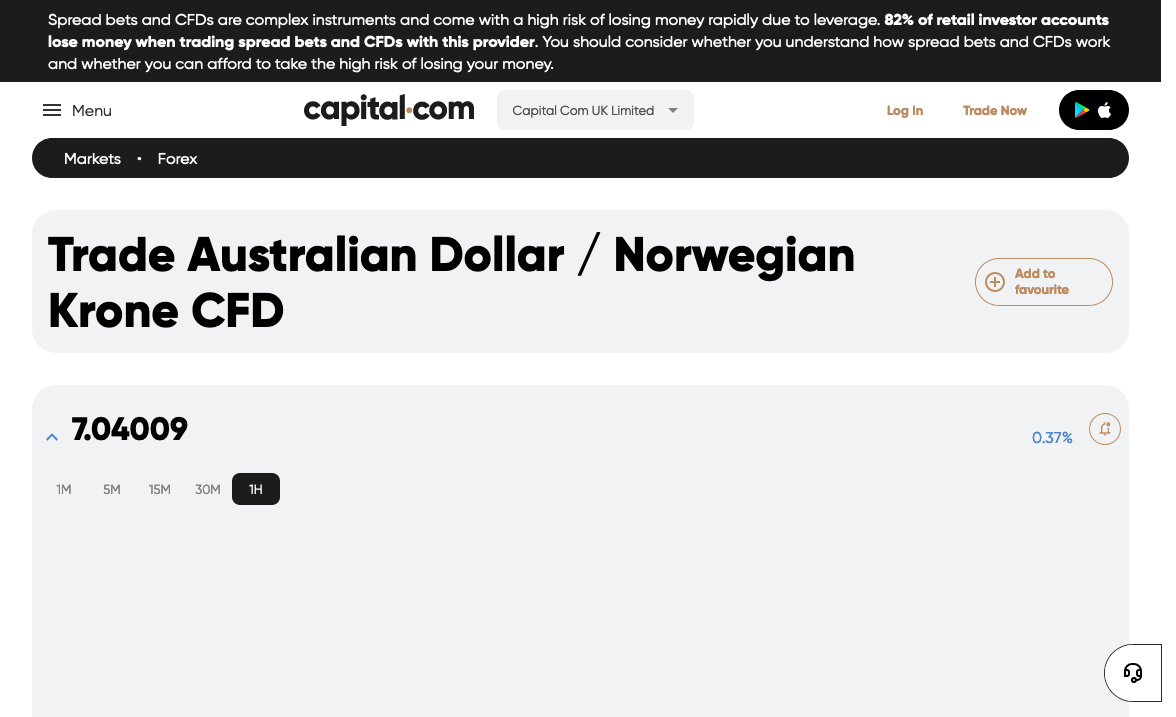 Spread bets and CFDs are complex instruments and come with a high risk of losing money rapidly due to leverage. 82% of retail investor accounts
lose money when trading spread bets and CFDs with this provider. You should consider whether you understand how spread bets and CFDs work
and whether you can afford to take the high risk of losing your money.
Menu
capital.com
Capital Com UK Limited
Log In
Trade Now
Markets • Forex
Trade Australian Dollar / Norwegian
Krone CFD
Add to
favourite
7.04009
0.37%
1M 5M 15M 30M 1H